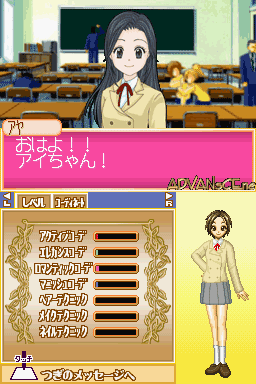 アヤ
おはよ！！
アイちゃん！
ADVANsCE.ne
L
レベル
コーディネート
R
アクティブコーデ
エレガンスコーデ
ロマンティックコーデ
マニッシュコーデ
ヘアーテクニック
メイクテクニック
ネイルテクニック
タッチ
つぎのメッセージへ